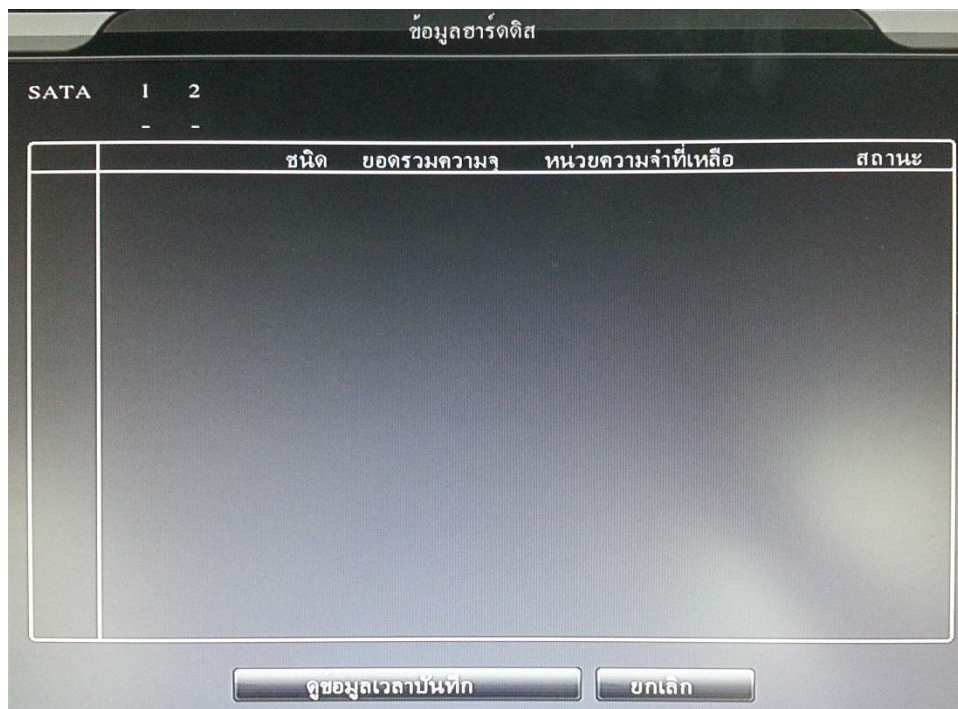 ข้อมูลฮาร์ดดิส
SATA 1 2
- -
ชนิด ยอดรวมความจุ หน่วยความจำที่เหลือ สถานะ
ดูข้อมูลเวลาบันทึก ยกเลิก